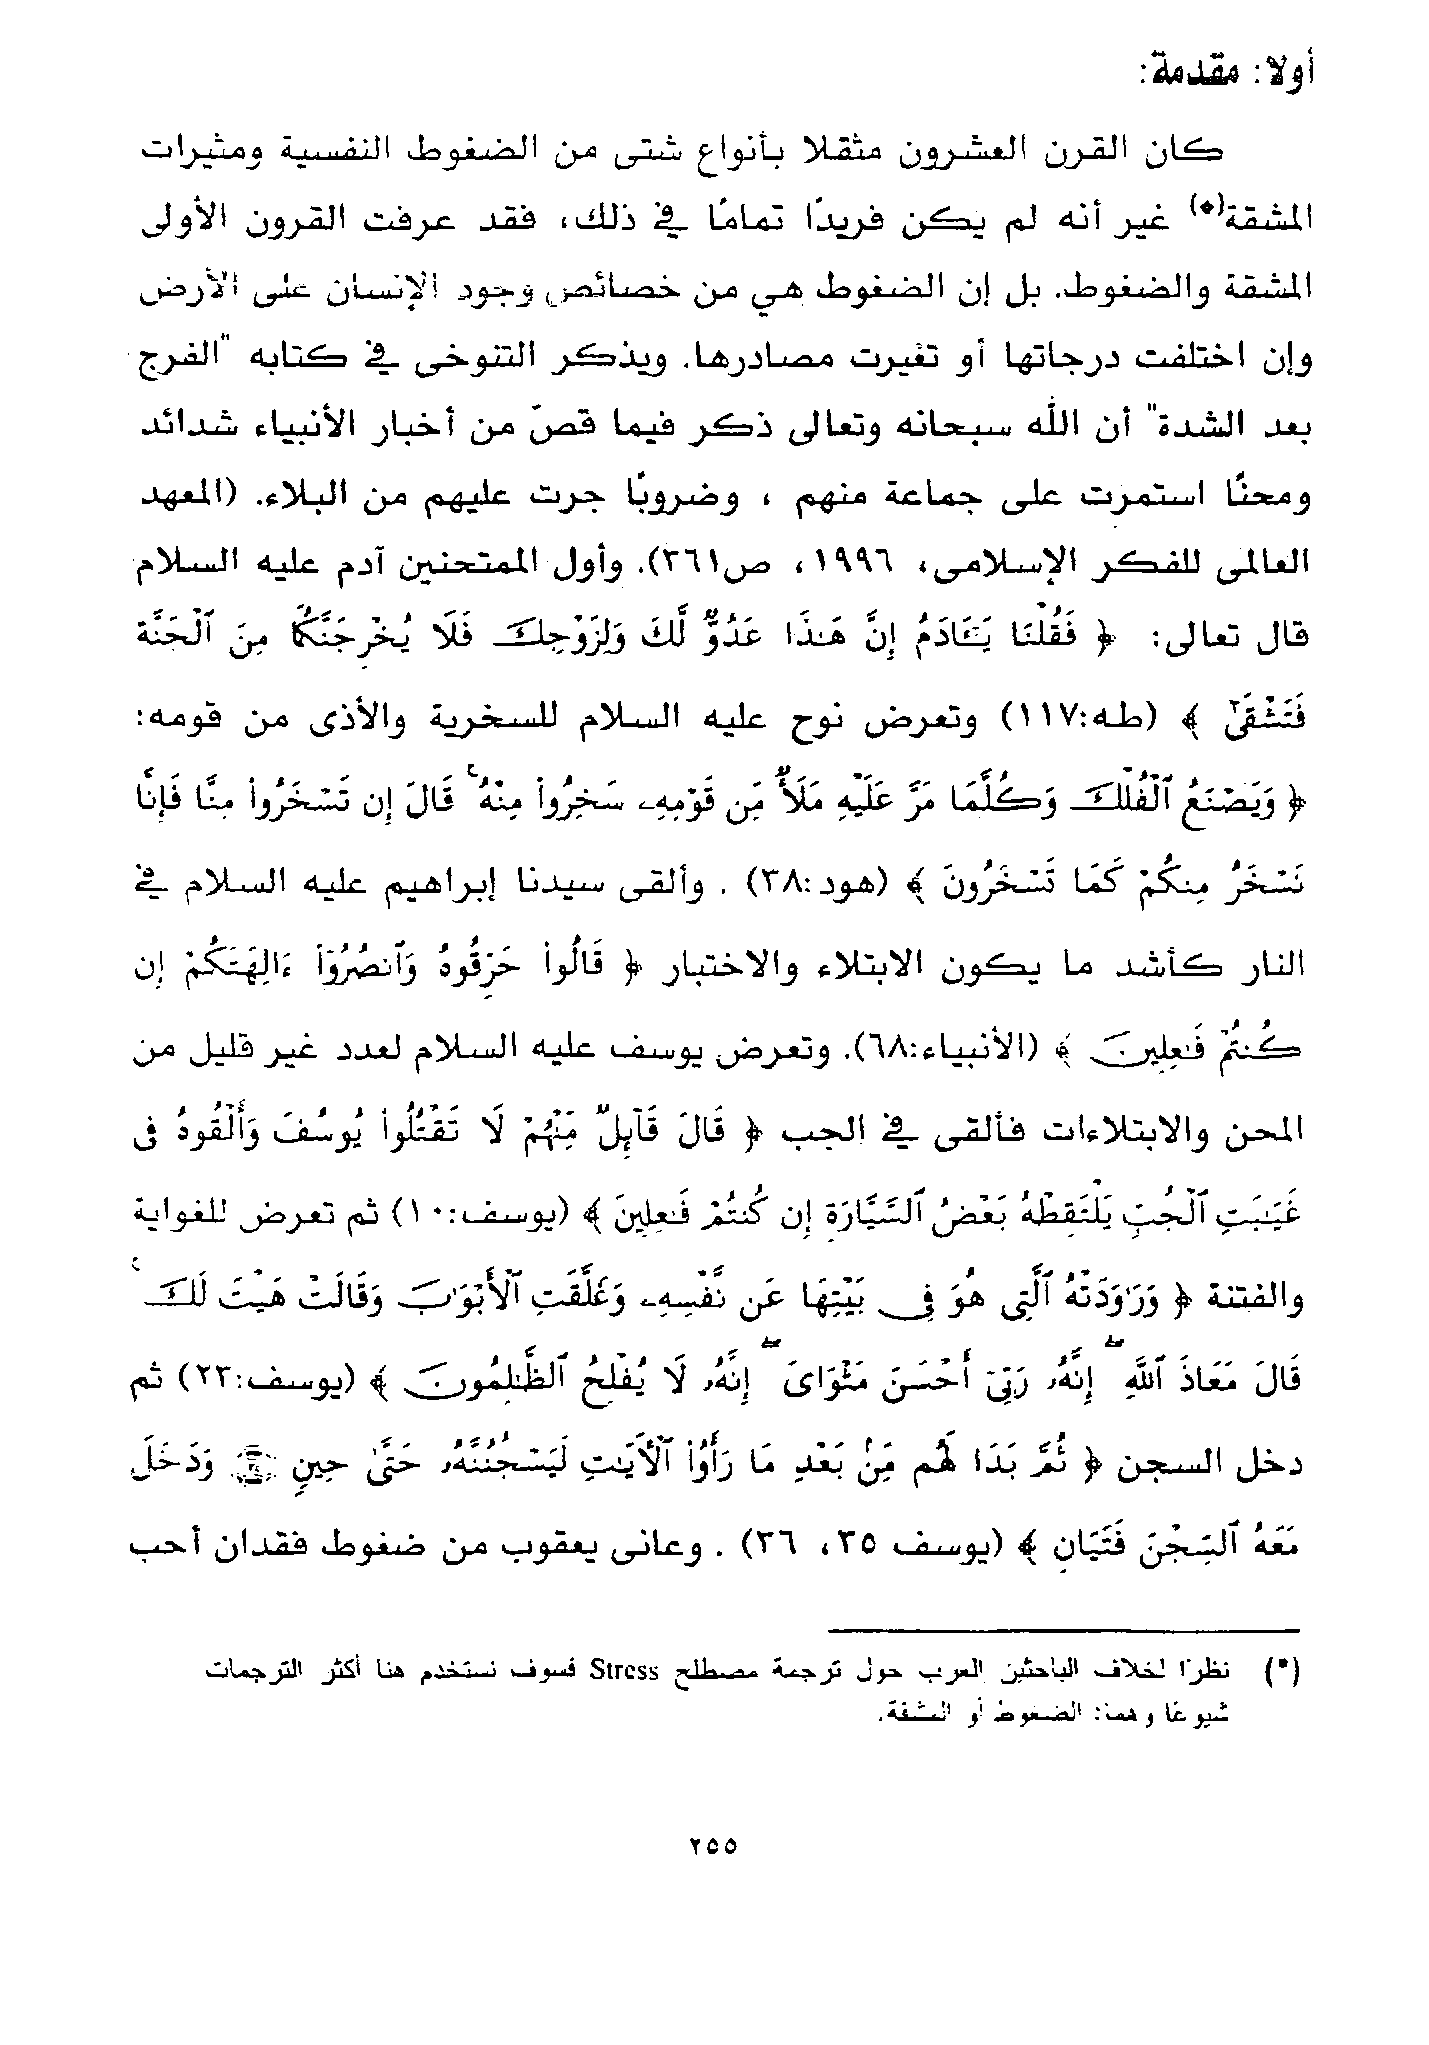 أولا: مقدمة:
كان القرن العشرون مثقلا بأنواع شتى من الضغوط النفسية ومثيرات
المشقة(*) غير أنه لم يكن فريدًا تمامًا في ذلك، فقد عرفت القرون الأولى
المشقة والضغوط. بل إن الضغوط هي من خصائص وجود الإنسان على الأرض
وإن اختلفت درجاتها أو تغيرت مصادرها. ويذكر التنوخى في كتابه "الفرج
بعد الشدة" أن الله سبحانه وتعالى ذكر فيما قصّ من أخبار الأنبياء شدائد
ومحنًا استمرت على جماعة منهم ، وضروبًا جرت عليهم من البلاء. (المعهد
العالمى للفكر الإسلامى، ١٩٩٦، ص٢٦١). وأول الممتحنين آدم عليه السلام
قال تعالى: ﴿ فَقُلْنَا يَـٰٓـَٔادَمُ إِنَّ هَـٰذَا عَدُوٌّ لَّكَ وَلِزَوْجِكَ فَلَا يُخْرِجَنَّكُمَا مِنَ ٱلْجَنَّةِ
فَتَشْقَىٰٓ ﴾ (طه:١١٧) وتعرض نوح عليه السلام للسخرية والأذى من قومه:
﴿ وَيَصْنَعُ ٱلْفُلْكَ وَكُلَّمَا مَرَّ عَلَيْهِ مَلَأٌ مِّن قَوْمِهِۦ سَخِرُوا۟ مِنْهُ ۚ قَالَ إِن تَسْخَرُوا۟ مِنَّا فَإِنَّا
نَسْخَرُ مِنكُمْ كَمَا تَسْخَرُونَ ﴾ (هود:٣٨) . وألقى سيدنا إبراهيم عليه السلام في
النار كأشد ما يكون الابتلاء والاختبار ﴿ قَالُوا۟ حَرِّقُوهُ وَٱنصُرُوٓا۟ ءَالِهَتَكُمْ إِن
كُنتُمْ فَـٰعِلِينَ ﴾ (الأنبياء:٦٨). وتعرض يوسف عليه السلام لعدد غير قليل من
المحن والابتلاءات فألقى في الجب ﴿ قَالَ قَآئِلٌ مِّنْهُمْ لَا تَقْتُلُوا۟ يُوسُفَ وَأَلْقُوهُ فِى
غَيَـٰبَتِ ٱلْجُبِّ يَلْتَقِطْهُ بَعْضُ ٱلسَّيَّارَةِ إِن كُنتُمْ فَـٰعِلِينَ ﴾ (يوسف:١٠) ثم تعرض للغواية
والفتنة ﴿ وَرَٰوَدَتْهُ ٱلَّتِى هُوَ فِى بَيْتِهَا عَن نَّفْسِهِۦ وَغَلَّقَتِ ٱلْأَبْوَٰبَ وَقَالَتْ هَيْتَ لَكَ ۚ
قَالَ مَعَاذَ ٱللَّهِ ۖ إِنَّهُۥ رَبِّىٓ أَحْسَنَ مَثْوَاىَ ۖ إِنَّهُۥ لَا يُفْلِحُ ٱلظَّـٰلِمُونَ ﴾ (يوسف:٢٣) ثم
دخل السجن ﴿ ثُمَّ بَدَا لَهُم مِّنۢ بَعْدِ مَا رَأَوُا۟ ٱلْأَيَـٰتِ لَيَسْجُنُنَّهُۥ حَتَّىٰ حِينٍ وَدَخَلَ
مَعَهُ ٱلسِّجْنَ فَتَيَانِ ﴾ (يوسف ٣٥، ٣٦) . وعانى يعقوب من ضغوط فقدان أحب
(*) نظرًا لخلاف الباحثين العرب حول ترجمة مصطلح Stress فسوف نستخدم هنا أكثر الترجمات
شيوعًا وهما: الضغوط أو المشقة.
٢٥٥